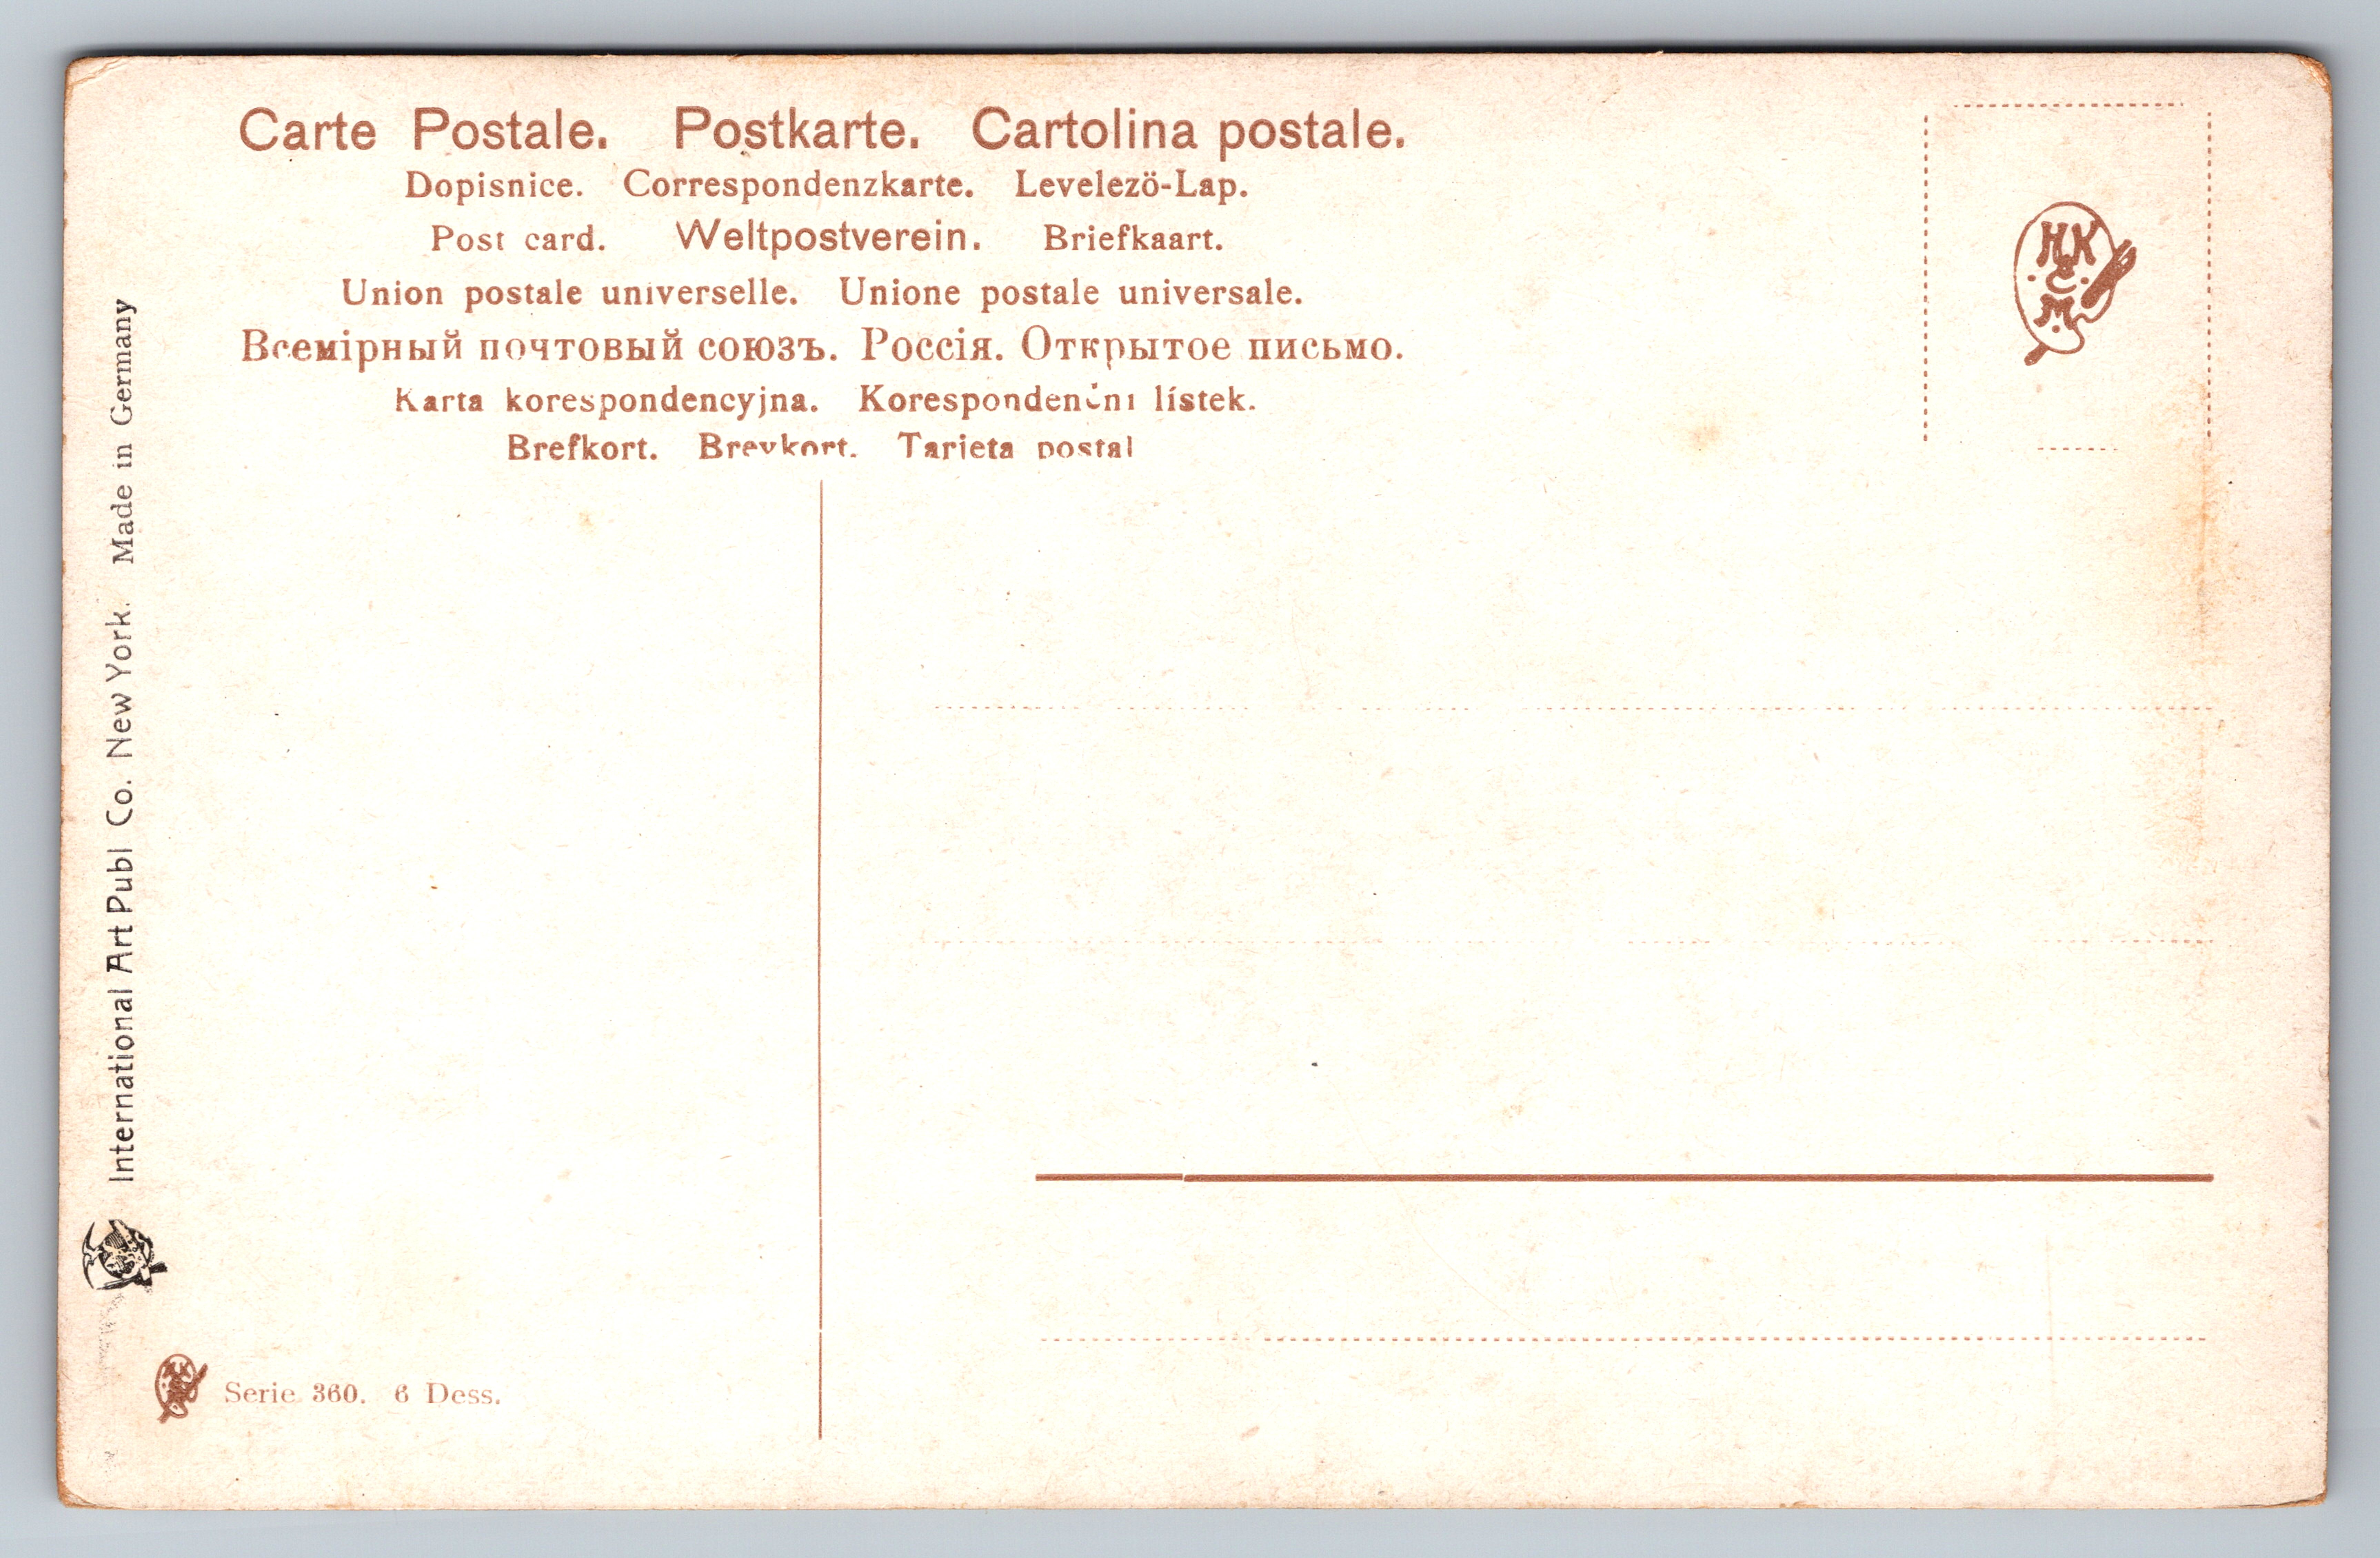 Carte Postale. Postkarte. Cartolina postale.
Dopisnice. Correspondenzkarte. Levelezö-Lap.
Post card. Weltpostverein. Briefkaart.
Union postale universelle. Unione postale universale.
Всемірный почтовый союзъ. Россія. Открытое письмо.
Karta korespondencyjna. Korespondenční lístek.
Brefkort. Brevkort. Tarjeta postal
HK
&
M.
International Art Publ Co. New York. Made in Germany
Serie 360. 6 Dess.